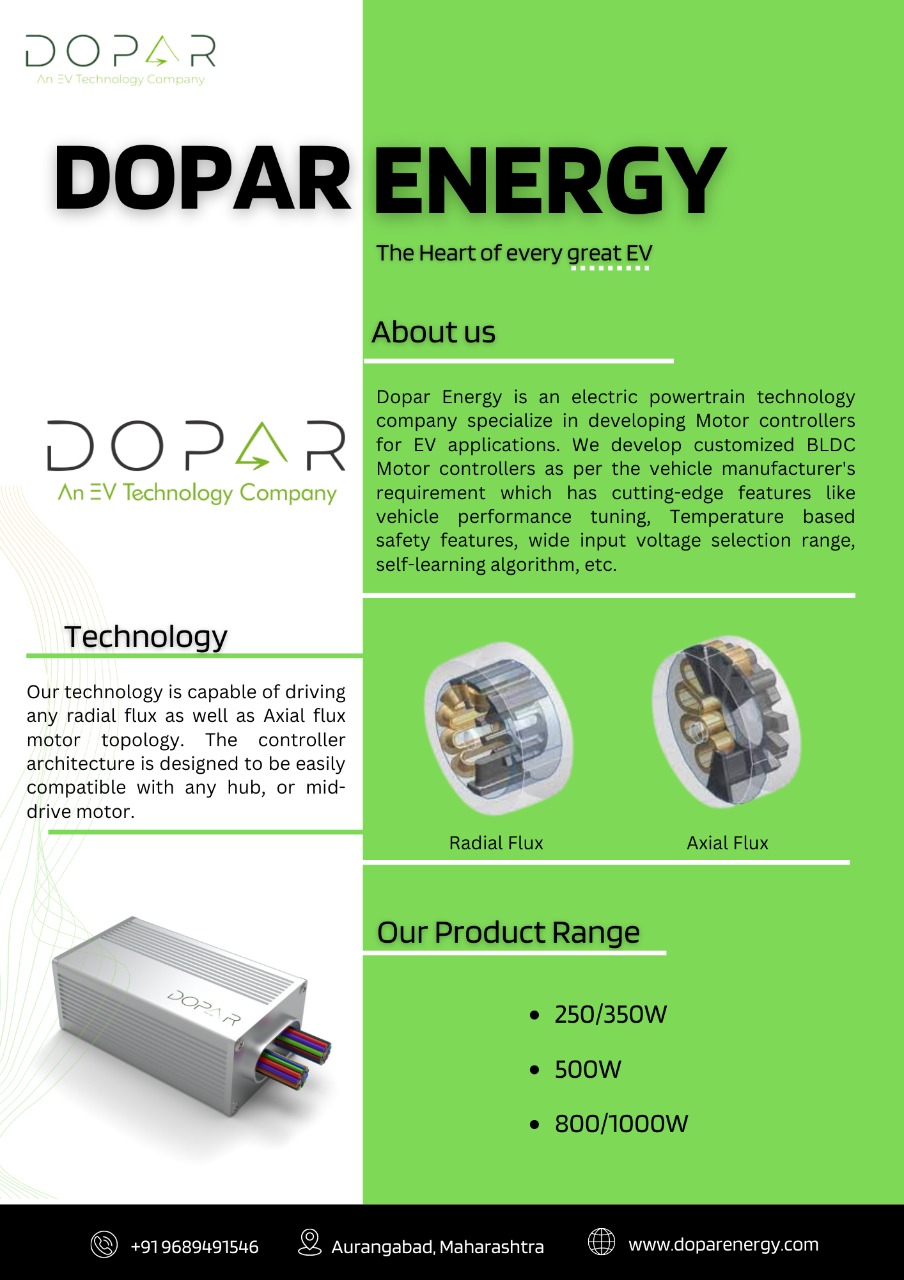 DOPAR
An EV Technology Company
DOPAR ENERGY
The Heart of every great EV
About us
Dopar Energy is an electric powertrain technology
company specialize in developing Motor controllers
for EV applications. We develop customized BLDC
Motor controllers as per the vehicle manufacturer's
requirement which has cutting-edge features like
vehicle performance tuning, Temperature based
safety features, wide input voltage selection range,
self-learning algorithm, etc.
DOPAR
An EV Technology Company
Technology
Our technology is capable of driving
any radial flux as well as Axial flux
motor topology. The controller
architecture is designed to be easily
compatible with any hub, or mid-
drive motor.
Radial Flux
Axial Flux
DOPAR
Our Product Range
• 250/350W
• 500W
• 800/1000W
+91 9689491546
Aurangabad, Maharashtra
www.doparenergy.com